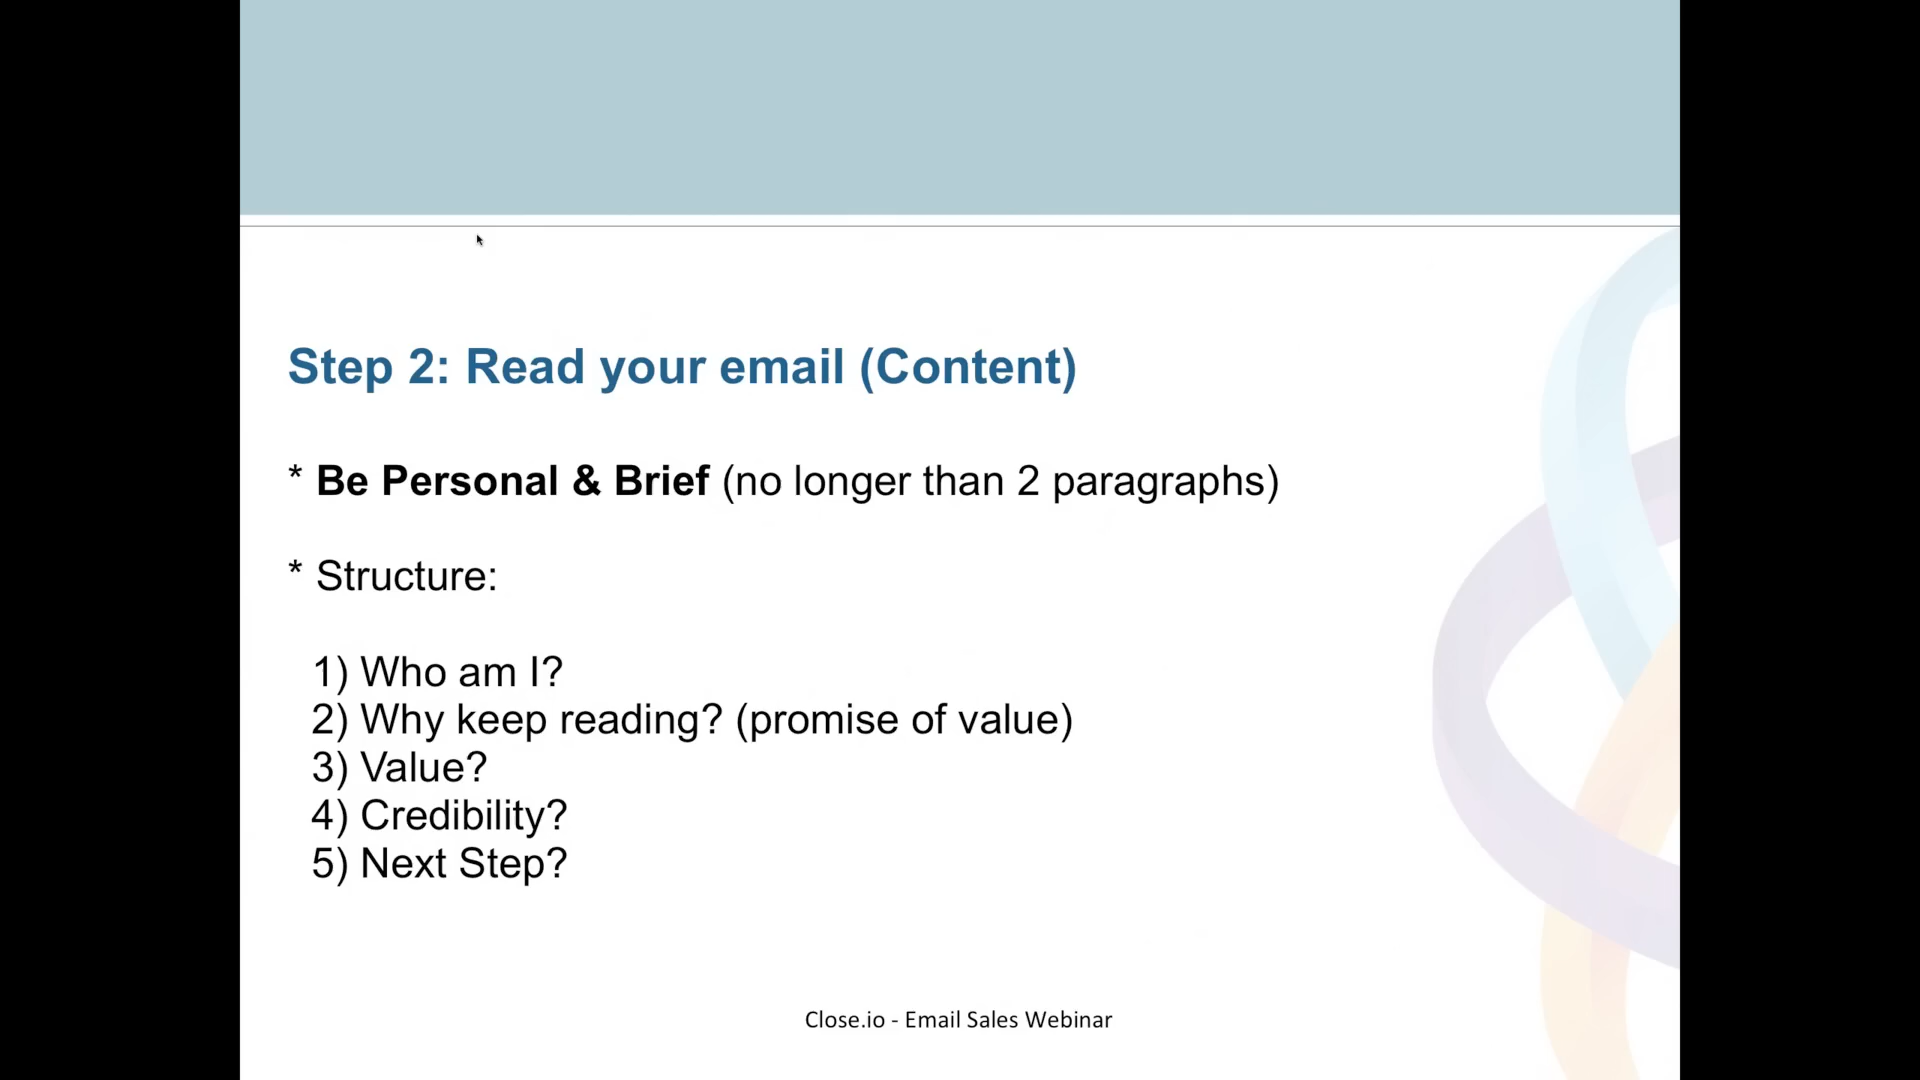 Step 2: Read your email (Content)
* Be Personal & Brief (no longer than 2 paragraphs)
* Structure:
1) Who am I?
2) Why keep reading? (promise of value)
3) Value?
4) Credibility?
5) Next Step?
Close.io - Email Sales Webinar